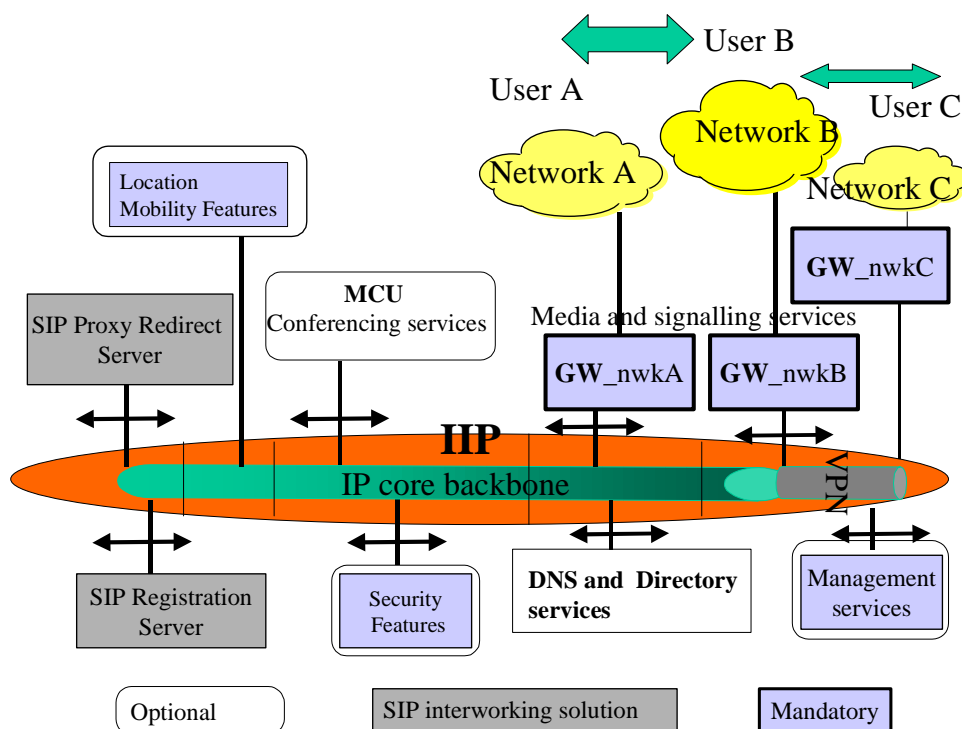 User B
User A
User C
Network B
Network A
Network C
Location
Mobility Features
GW_nwkC
MCU
Conferencing services
SIP Proxy Redirect
Server
Media and signalling services
GW_nwkA
GW_nwkB
IIP
IP core backbone
VPN
SIP Registration
Server
Security
Features
DNS and Directory
services
Management
services
Optional
SIP interworking solution
Mandatory